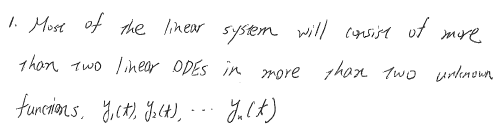 1. Most of the linear system will consist of more
than two linear ODEs in more than two unknown
functions, y₁(t), y₂(t), ⋯ yₙ(t)